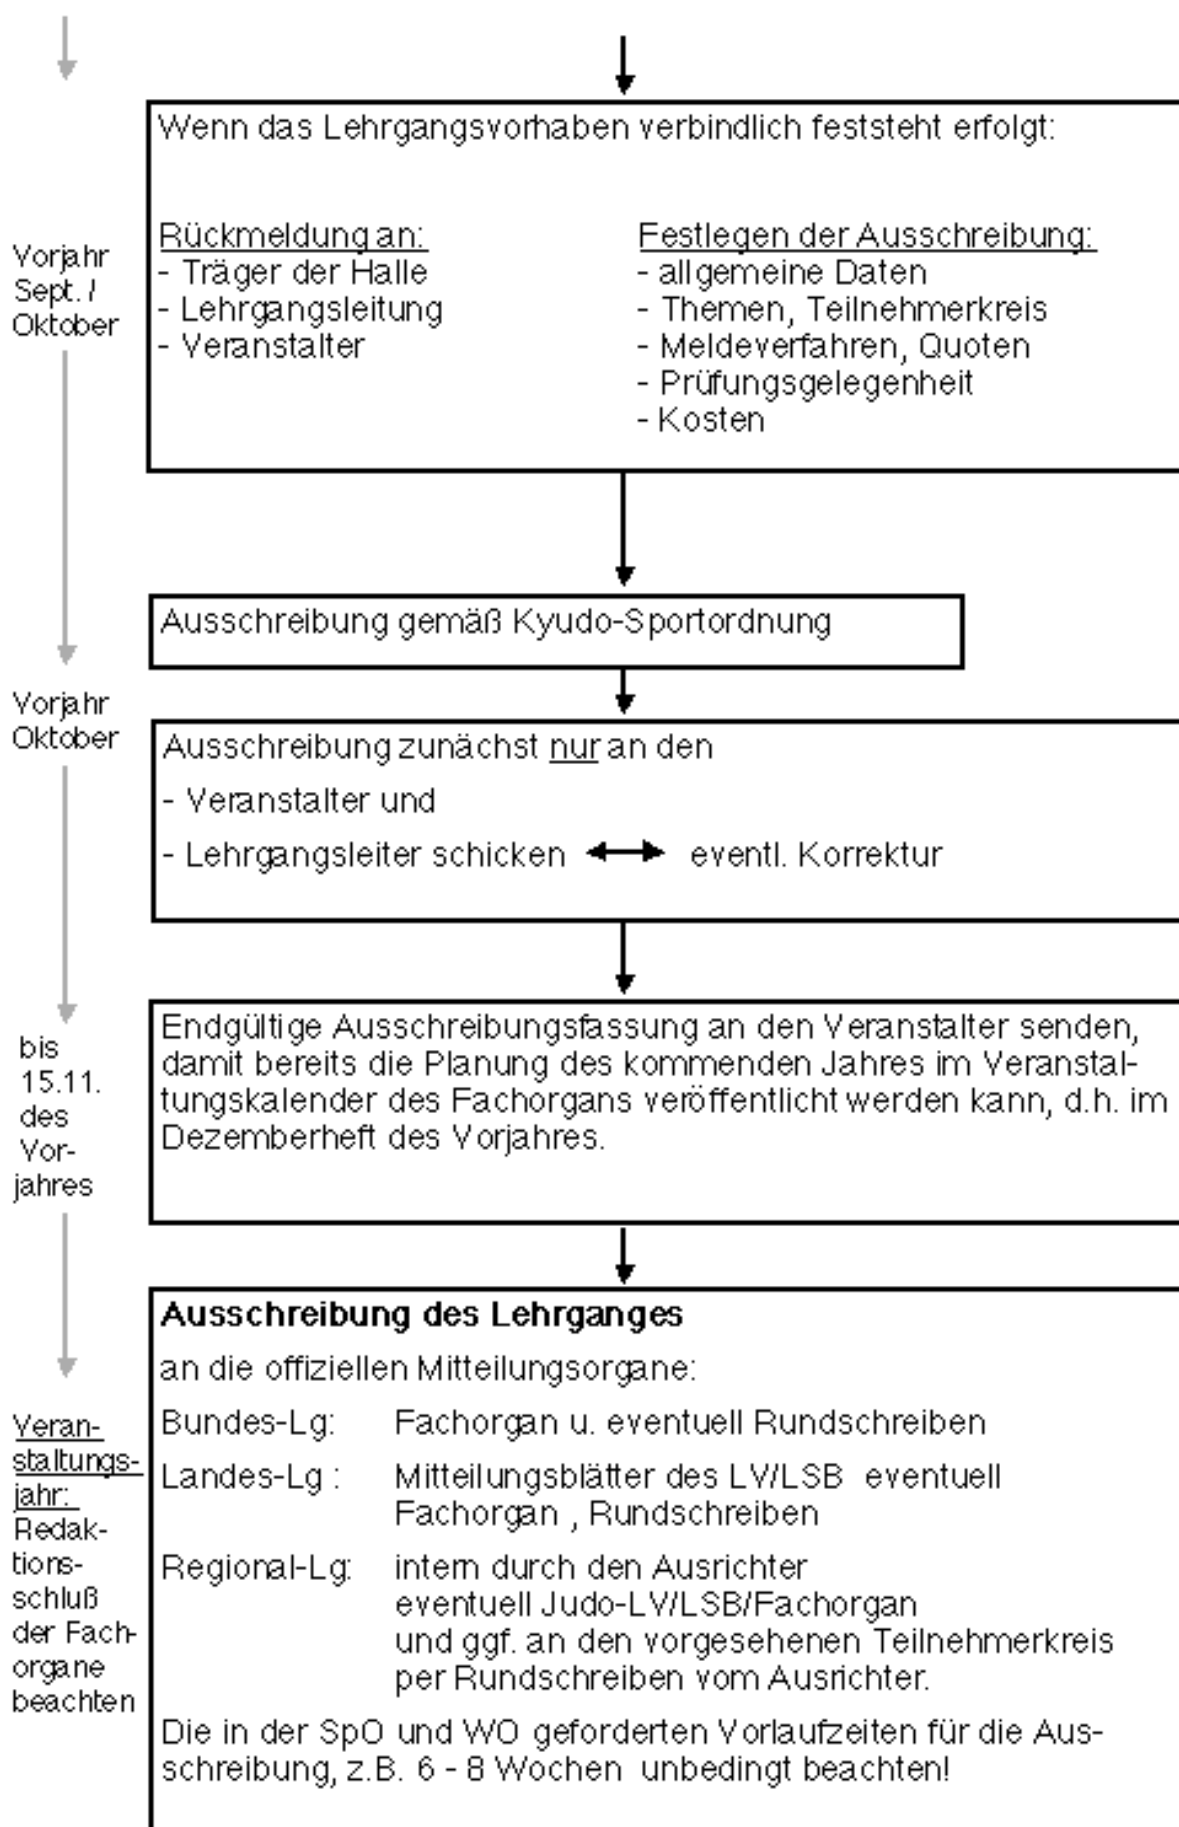 Wenn das Lehrgangsvorhaben verbindlich feststeht erfolgt:
Vorjahr
Sept. /
Oktober
Rückmeldung an:
- Träger der Halle
- Lehrgangsleitung
- Veranstalter
Festlegen der Ausschreibung:
- allgemeine Daten
- Themen, Teilnehmerkreis
- Meldeverfahren, Quoten
- Prüfungsgelegenheit
- Kosten
Ausschreibung gemäß Kyudo-Sportordnung
Vorjahr
Oktober
Ausschreibung zunächst nur an den
- Veranstalter und
- Lehrgangsleiter schicken eventl. Korrektur
bis
15.11.
des
Vor-
jahres
Endgültige Ausschreibungsfassung an den Veranstalter senden,
damit bereits die Planung des kommenden Jahres im Veranstal-
tungskalender des Fachorgans veröffentlicht werden kann, d.h. im
Dezemberheft des Vorjahres.
Veran-
staltungs-
jahr:
Redak-
tions-
schluß
der Fach-
organe
beachten
Ausschreibung des Lehrganges
an die offiziellen Mitteilungsorgane:
Bundes-Lg: Fachorgan u. eventuell Rundschreiben
Landes-Lg : Mitteilungsblätter des LV/LSB eventuell
Fachorgan , Rundschreiben
Regional-Lg: intern durch den Ausrichter
eventuell Judo-LV/LSB/Fachorgan
und ggf. an den vorgesehenen Teilnehmerkreis
per Rundschreiben vom Ausrichter.
Die in der SpO und WO geforderten Vorlaufzeiten für die Aus-
schreibung, z.B. 6 - 8 Wochen unbedingt beachten!